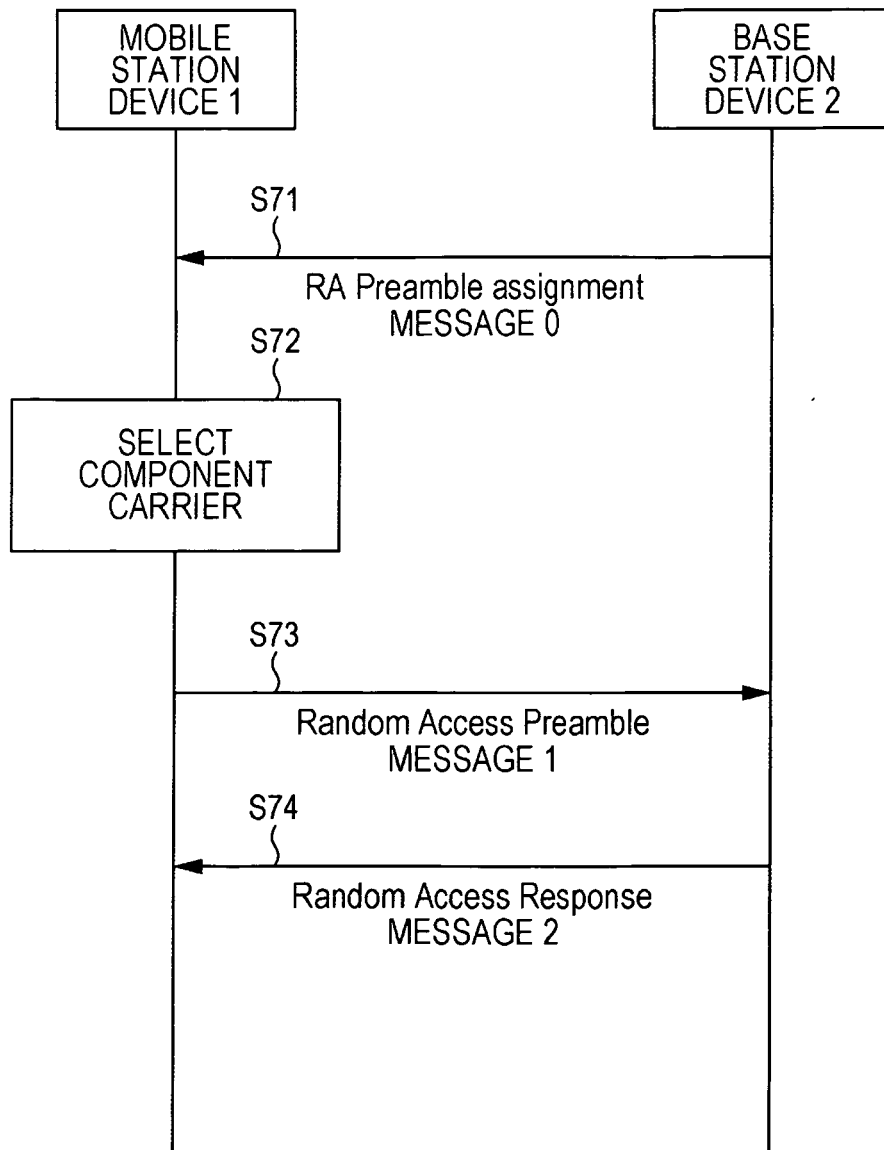 MOBILE
STATION
DEVICE 1
BASE
STATION
DEVICE 2
S71
RA Preamble assignment
MESSAGE 0
S72
SELECT
COMPONENT
CARRIER
S73
Random Access Preamble
MESSAGE 1
S74
Random Access Response
MESSAGE 2